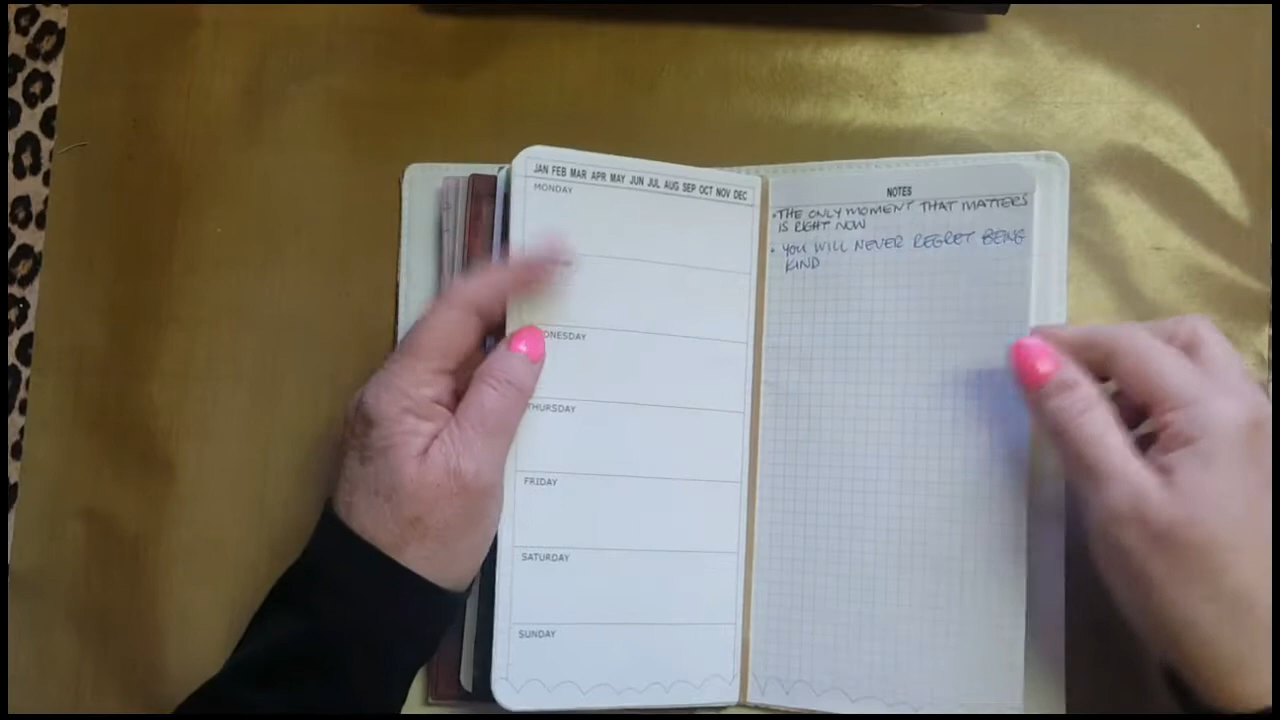 JAN FEB MAR APR MAY JUN JUL AUG SEP OCT NOV DEC
MONDAY
THURSDAY
FRIDAY
SATURDAY
SUNDAY
NOTES
• THE ONLY MOMENT THAT MATTERS
IS RIGHT NOW
• YOU WILL NEVER REGRET BEING
KIND